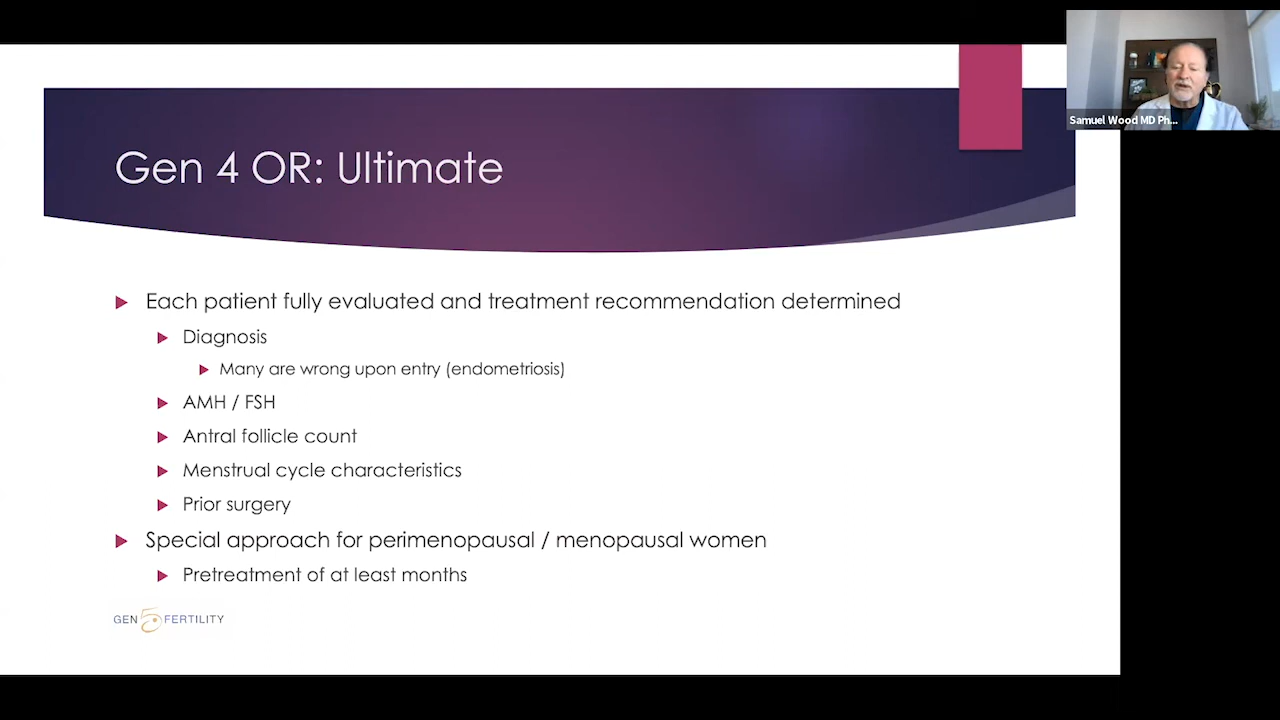 Gen 4 OR: Ultimate
Each patient fully evaluated and treatment recommendation determined
Diagnosis
Many are wrong upon entry (endometriosis)
AMH / FSH
Antral follicle count
Menstrual cycle characteristics
Prior surgery
Special approach for perimenopausal / menopausal women
Pretreatment of at least months
GEN 5 FERTILITY
Samuel Wood MD Ph...